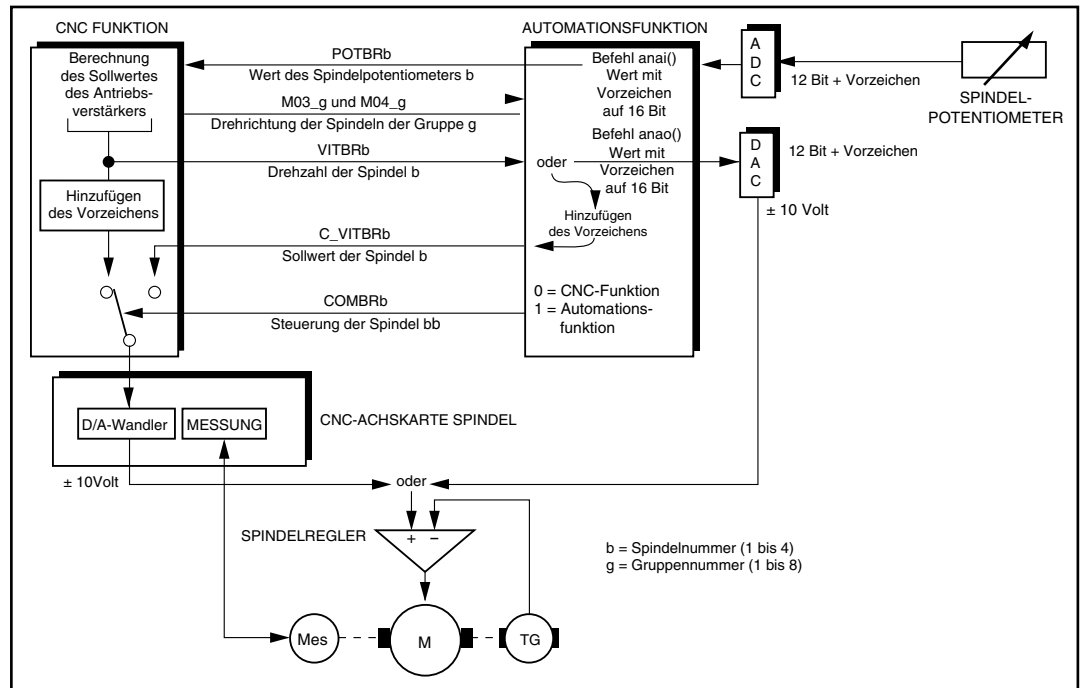 CNC FUNKTION
AUTOMATIONSFUNKTION
Berechnung
des Sollwertes
des Antriebs-
verstärkers
POTBRb
Wert des Spindelpotentiometers b
Befehl anai()
Wert mit
Vorzeichen
auf 16 Bit
A
D
C
12 Bit + Vorzeichen
SPINDEL-
POTENTIOMETER
M03_g und M04_g
Drehrichtung der Spindeln der Gruppe g
Befehl anao()
Wert mit
Vorzeichen
auf 16 Bit
VITBRb
Drehzahl der Spindel b
oder
D
A
C
12 Bit + Vorzeichen
± 10 Volt
Hinzufügen
des Vorzeichens
Hinzufügen
des Vorzeichens
C_VITBRb
Sollwert der Spindel b
COMBRb
Steuerung der Spindel bb
0 = CNC-Funktion
1 = Automations-
funktion
D/A-Wandler
MESSUNG
CNC-ACHSKARTE SPINDEL
± 10Volt
oder
SPINDELREGLER
+ −
b = Spindelnummer (1 bis 4)
g = Gruppennummer (1 bis 8)
Mes
M
TG